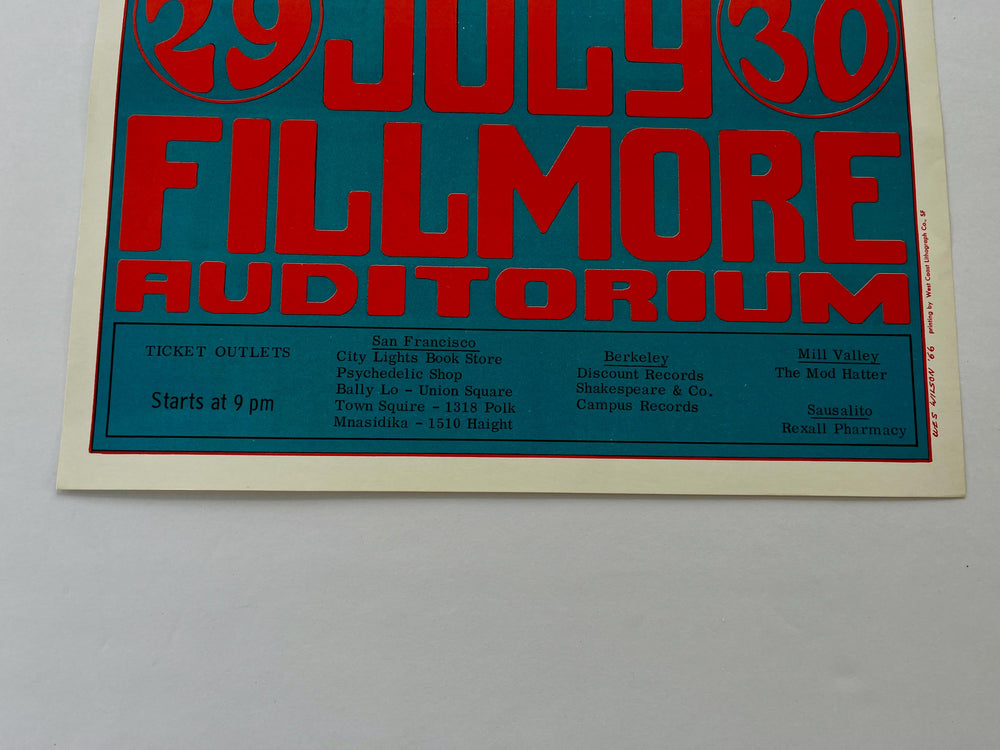 29 JULY 30
FILLMORE
AUDITORIUM
TICKET OUTLETS
Starts at 9 pm
San Francisco
City Lights Book Store
Psychedelic Shop
Bally Lo - Union Square
Town Squire - 1318 Polk
Mnasidika - 1510 Haight
Berkeley
Discount Records
Shakespeare & Co.
Campus Records
Mill Valley
The Mod Hatter
Sausalito
Rexall Pharmacy
WES WILSON '66 printing by West Coast Lithograph Co., SF